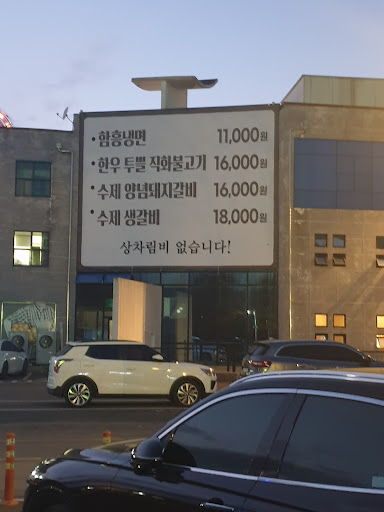 • 함흥냉면 11,000원
• 한우 투쁠 직화불고기 16,000원
• 수제 양념돼지갈비 16,000원
• 수제 생갈비 18,000원
상차림비 없습니다!